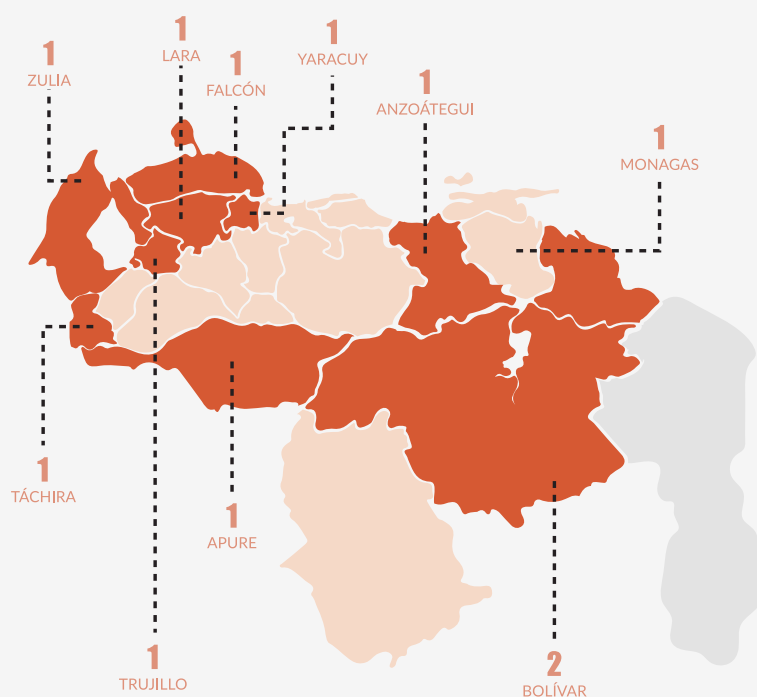 1
ZULIA
1
LARA
1
FALCÓN
1
YARACUY
1
ANZOÁTEGUI
1
MONAGAS
1
TÁCHIRA
1
APURE
1
TRUJILLO
2
BOLÍVAR